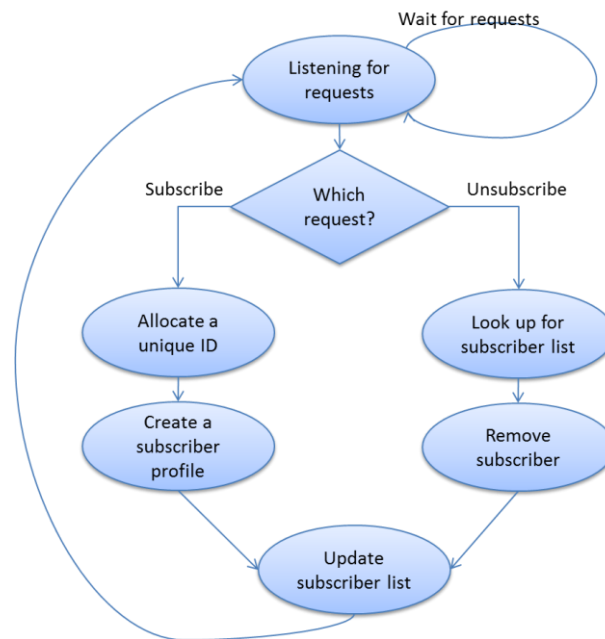 Wait for requests
Listening for
requests
Subscribe
Which
request?
Unsubscribe
Allocate a
unique ID
Look up for
subscriber list
Create a
subscriber
profile
Remove
subscriber
Update
subscriber list